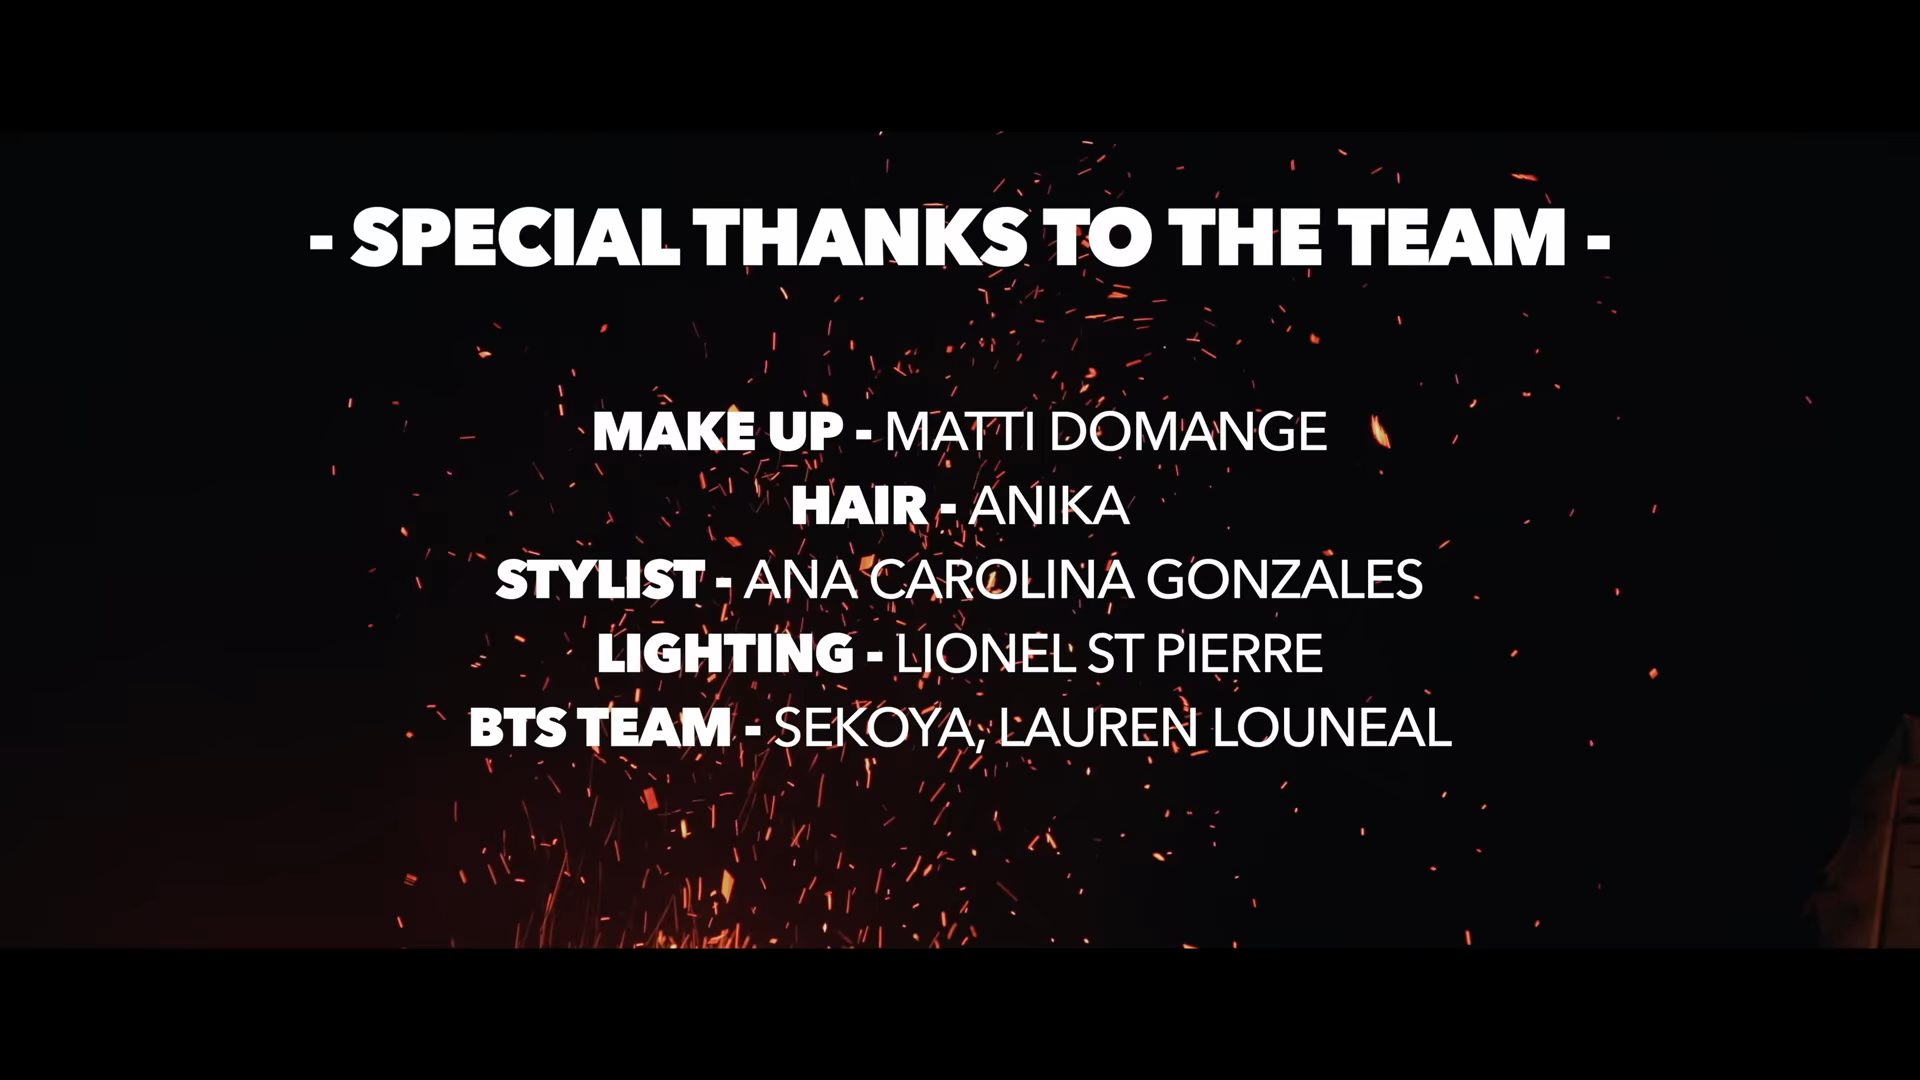 - SPECIAL THANKS TO THE TEAM -
MAKE UP - MATTI DOMANGE
HAIR - ANIKA
STYLIST - ANA CAROLINA GONZALES
LIGHTING - LIONEL ST PIERRE
BTS TEAM - SEKOYA, LAUREN LOUNEAL